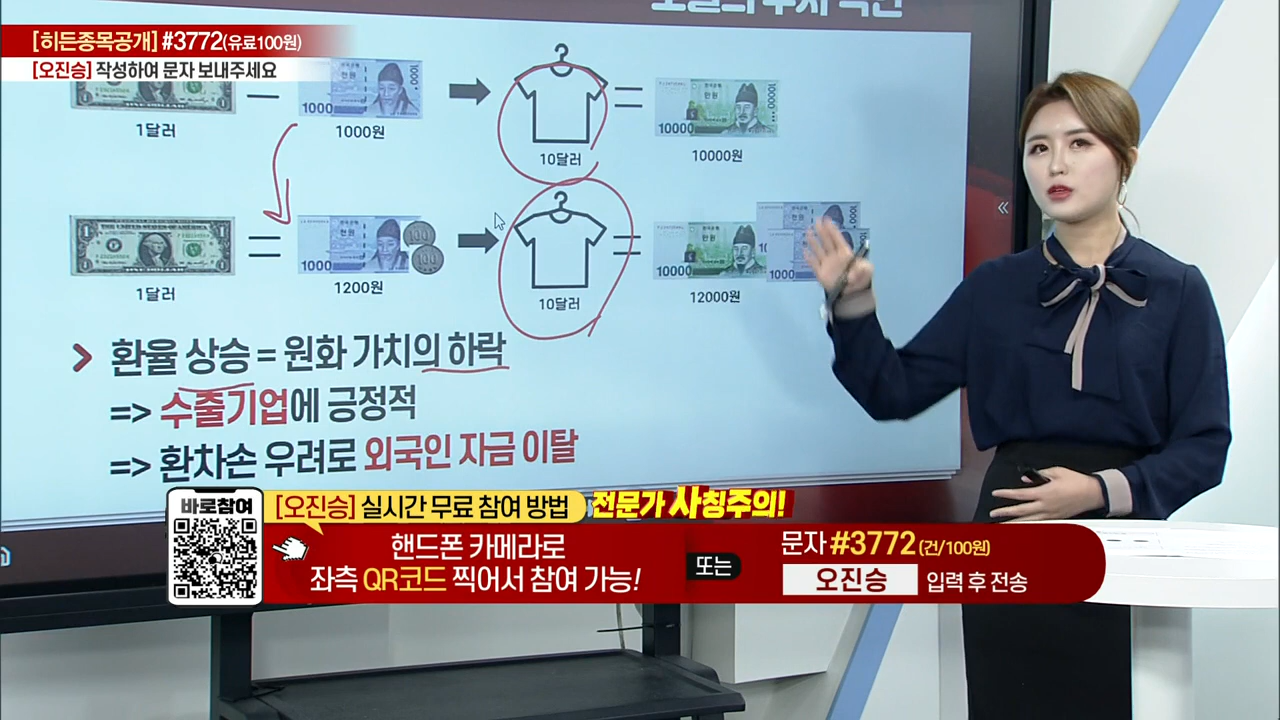 [히든종목공개] #3772(유료100원)
[오진승] 작성하여 문자 보내주세요
1달러
1000원
10달러
10000원
1달러
1200원
10달러
12000원
환율 상승 = 원화 가치의 하락
=> 수출기업에 긍정적
=> 환차손 우려로 외국인 자금 이탈
바로참여
[오진승] 실시간 무료 참여 방법
전문가 사칭주의!
핸드폰 카메라로
좌측 QR코드 찍어서 참여 가능!
또는
문자 #3772 (건/100원)
오진승 입력 후 전송